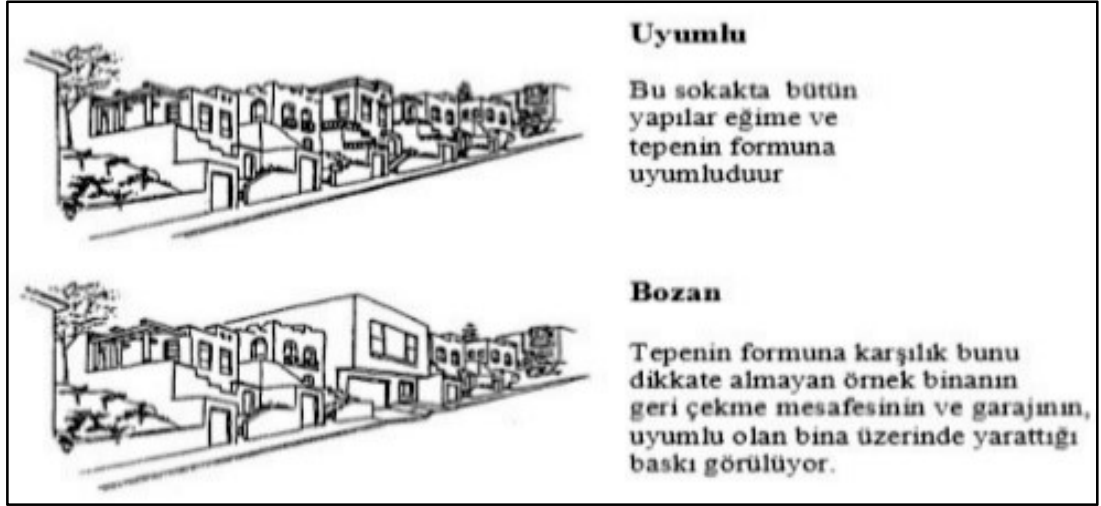 Uyumlu
Bu sokakta bütün
yapılar eğime ve
tepenin formuna
uyumluduur
Bozan
Tepenin formuna karşılık bunu
dikkate almayan örnek binanın
geri çekme mesafesinin ve garajının,
uyumlu olan bina üzerinde yarattığı
baskı görülüyor.